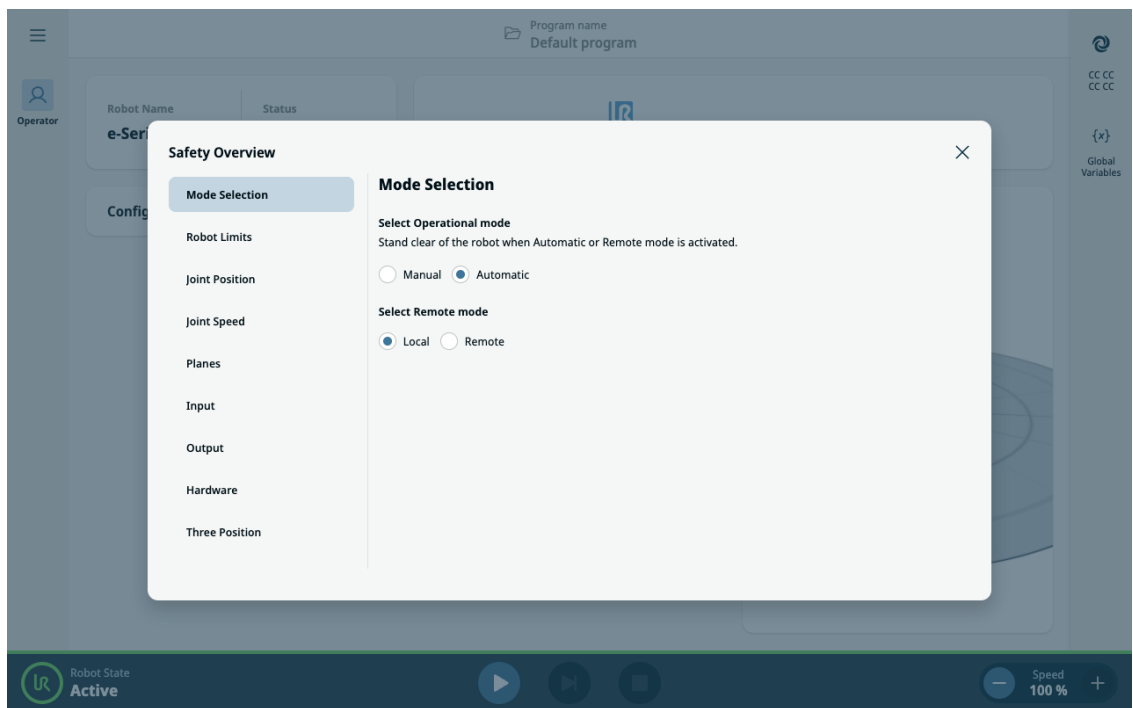 Program name
Default program
CC CC
CC CC
Operator
Robot Name
Status
e-Seri
Config
{x}
Global
Variables
Safety Overview
Mode Selection
Robot Limits
Joint Position
Joint Speed
Planes
Input
Output
Hardware
Three Position
Mode Selection
Select Operational mode
Stand clear of the robot when Automatic or Remote mode is activated.
Manual Automatic
Select Remote mode
Local Remote
Robot State
Active
Speed
100 %